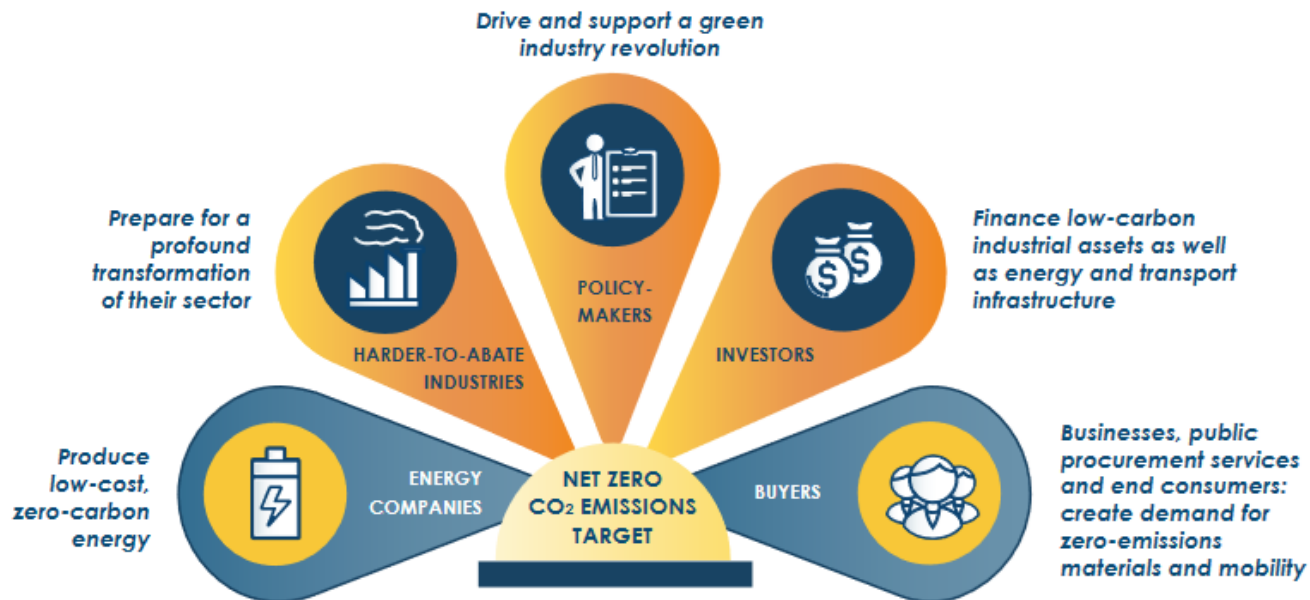 Drive and support a green
industry revolution
Prepare for a
profound
transformation
of their sector
HARDER-TO-ABATE
INDUSTRIES
POLICY-
MAKERS
$ $
INVESTORS
Finance low-carbon
industrial assets as well
as energy and transport
infrastructure
Produce
low-cost,
zero-carbon
energy
ENERGY
COMPANIES
NET ZERO
CO₂ EMISSIONS
TARGET
BUYERS
Businesses, public
procurement services
and end consumers:
create demand for
zero-emissions
materials and mobility